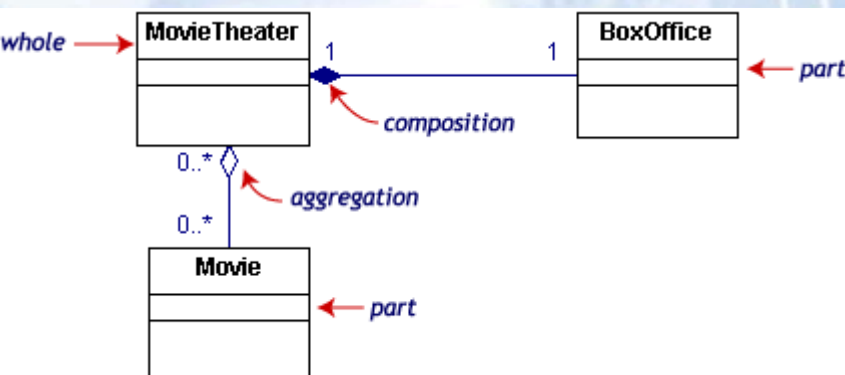 whole
MovieTheater
1
1
BoxOffice
part
composition
0..*
aggregation
0..*
Movie
part